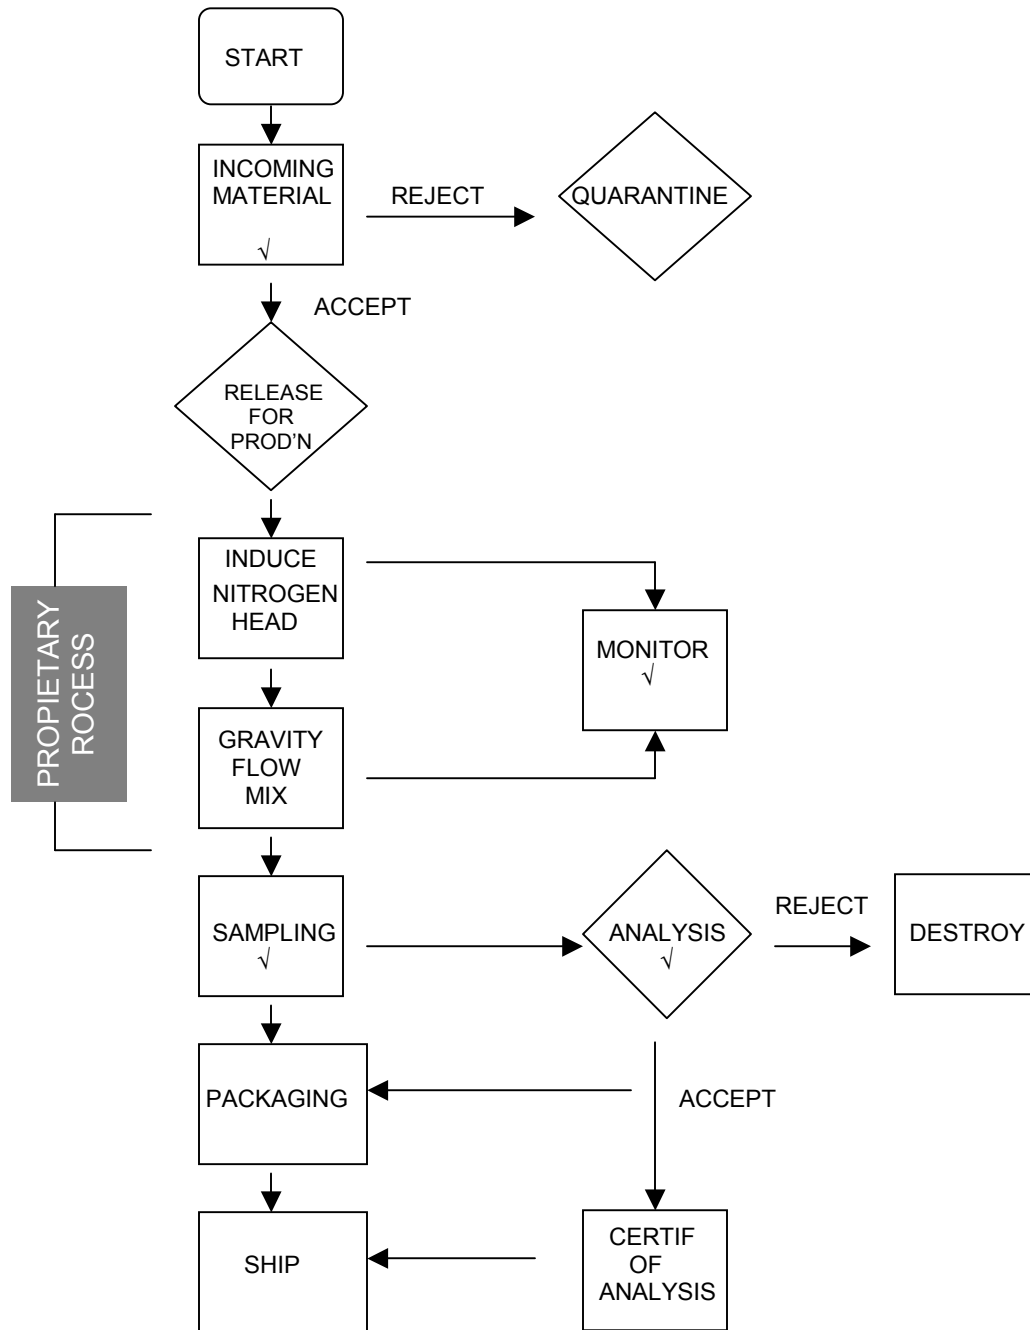 START
INCOMING
MATERIAL
√
REJECT
QUARANTINE
ACCEPT
RELEASE
FOR
PROD'N
PROPIETARY
ROCESS
INDUCE
NITROGEN
HEAD
MONITOR
√
GRAVITY
FLOW
MIX
SAMPLING
√
ANALYSIS
√
REJECT
DESTROY
PACKAGING
ACCEPT
SHIP
CERTIF
OF
ANALYSIS